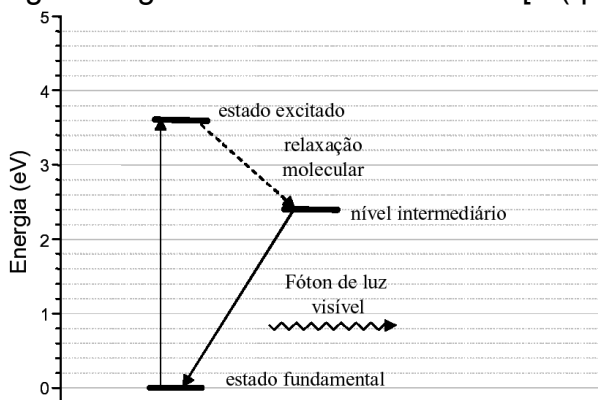 5
4
estado excitado
relaxação
molecular
3
Energia (eV)
nível intermediário
2
Fóton de luz
visível
1
estado fundamental
0